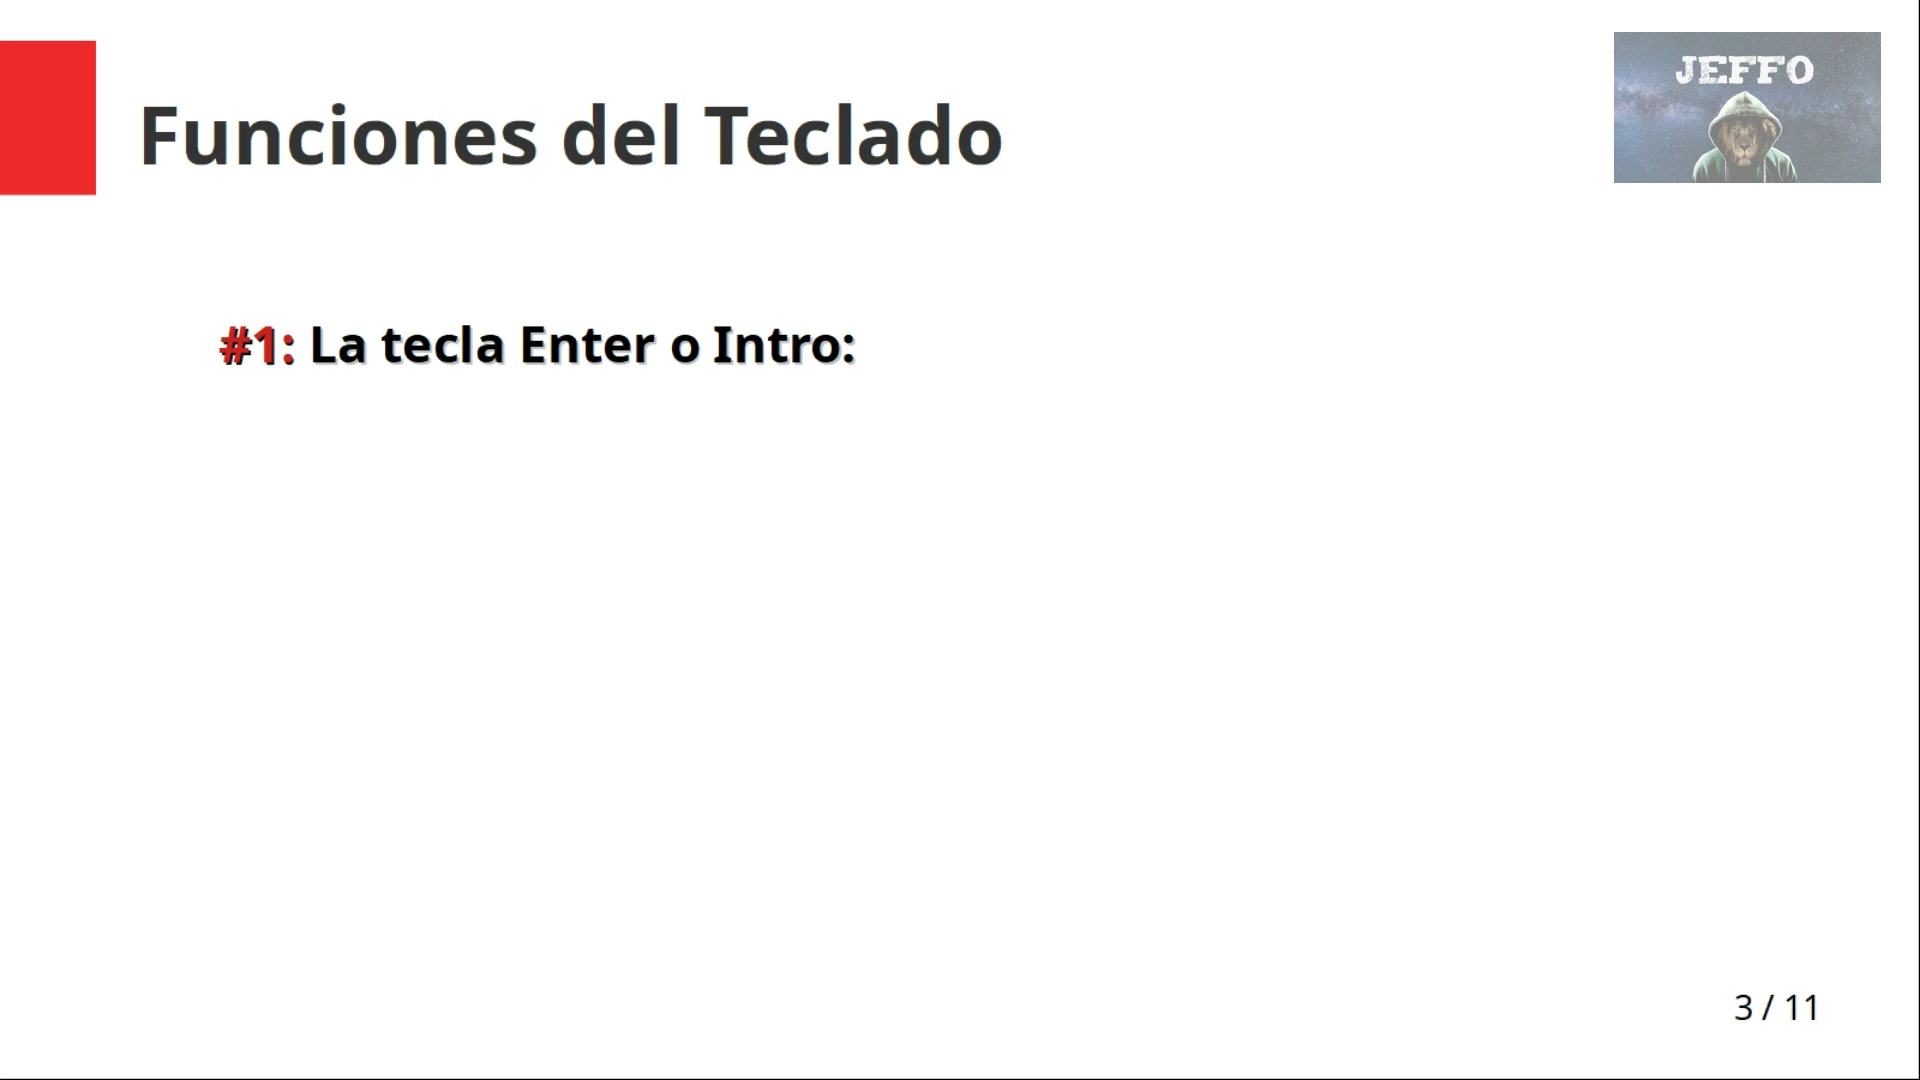 JEFFO
Funciones del Teclado
#1: La tecla Enter o Intro:
3 / 11